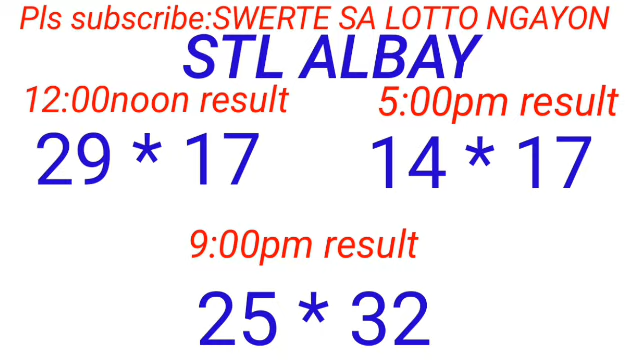 Pls subscribe:SWERTE SA LOTTO NGAYON
STL ALBAY
12:00noon result
29 * 17
5:00pm result
14 * 17
9:00pm result
25 * 32